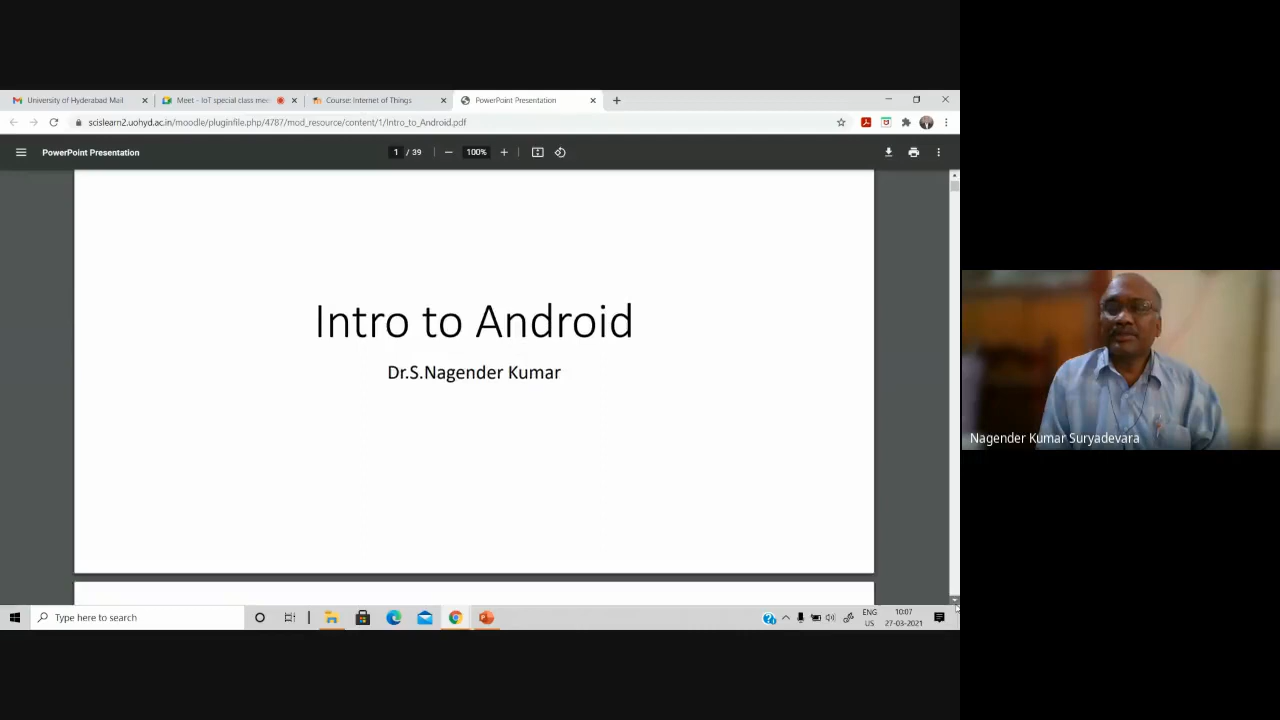 University of Hyderabad Mail
Meet - IoT special class mee
Course: Internet of Things
PowerPoint Presentation
scislearn2.uohyd.ac.in/moodle/pluginfile.php/4787/mod_resource/content/1/Intro_to_Android.pdf
PowerPoint Presentation
1 / 39
100%
Intro to Android
Dr.S.Nagender Kumar
Nagender Kumar Suryadevara
Type here to search
ENG
US
10:07
27-03-2021